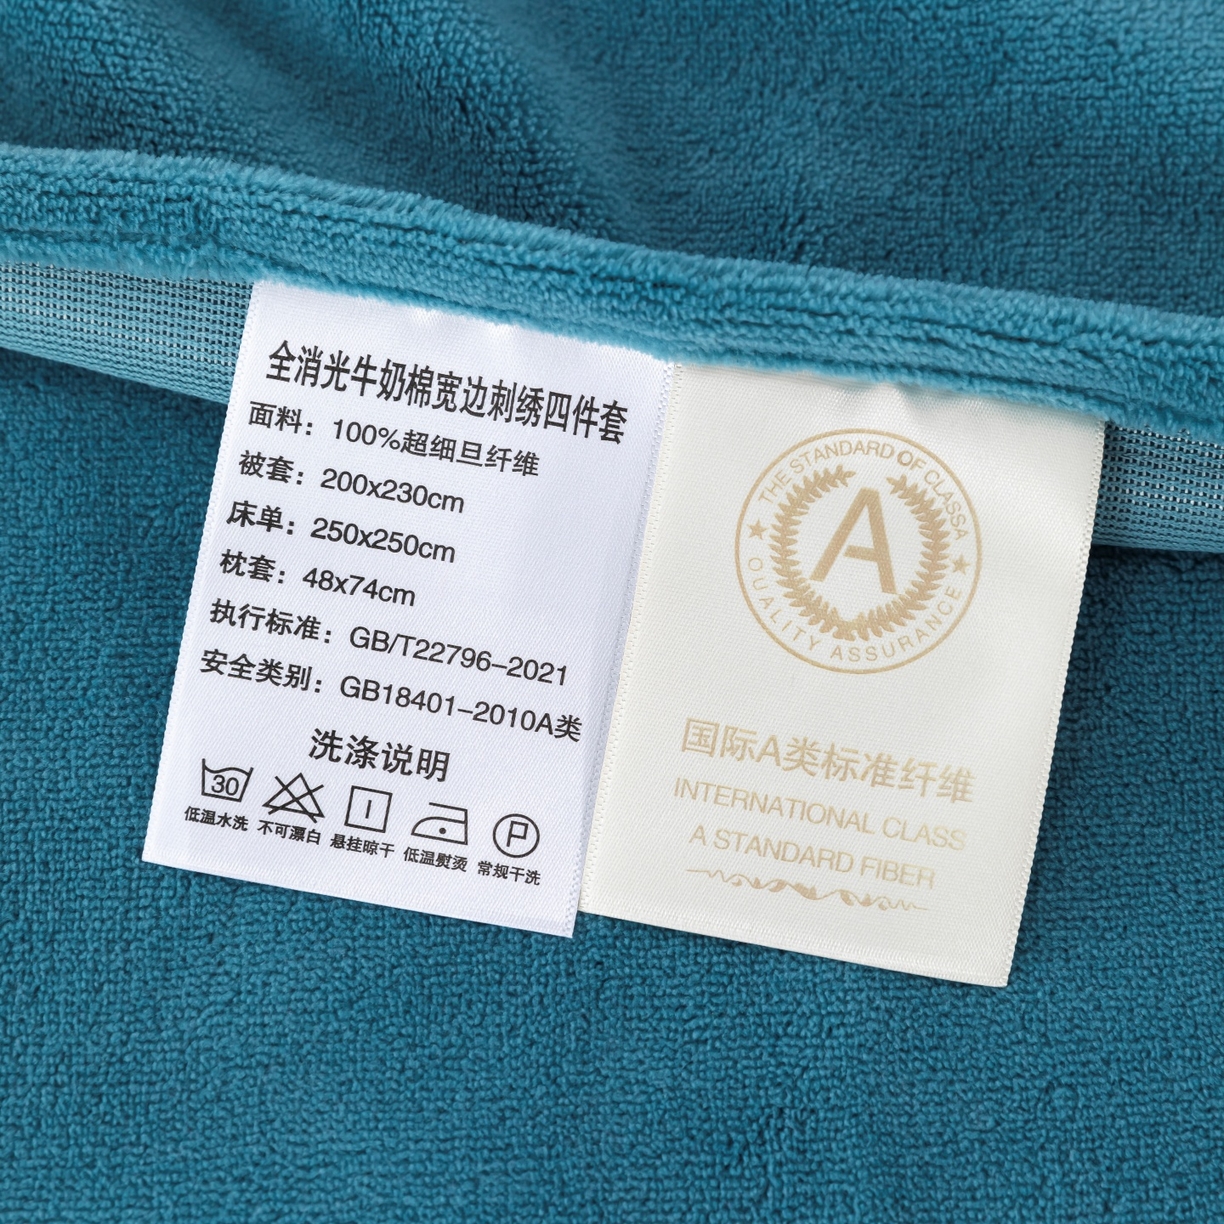 全消光牛奶棉宽边刺绣四件套
面料：100%超细旦纤维
被套：200x230cm
床单：250x250cm
枕套：48x74cm
执行标准：GB/T22796–2021
安全类别：GB18401–2010A类
洗涤说明
30
P
低温水洗 不可漂白 悬挂晾干 低温熨烫 常规干洗
THE STANDARD OF CLASSA
A
QUALITY ASSURANCE
国际A类标准纤维
INTERNATIONAL CLASS
A STANDARD FIBER